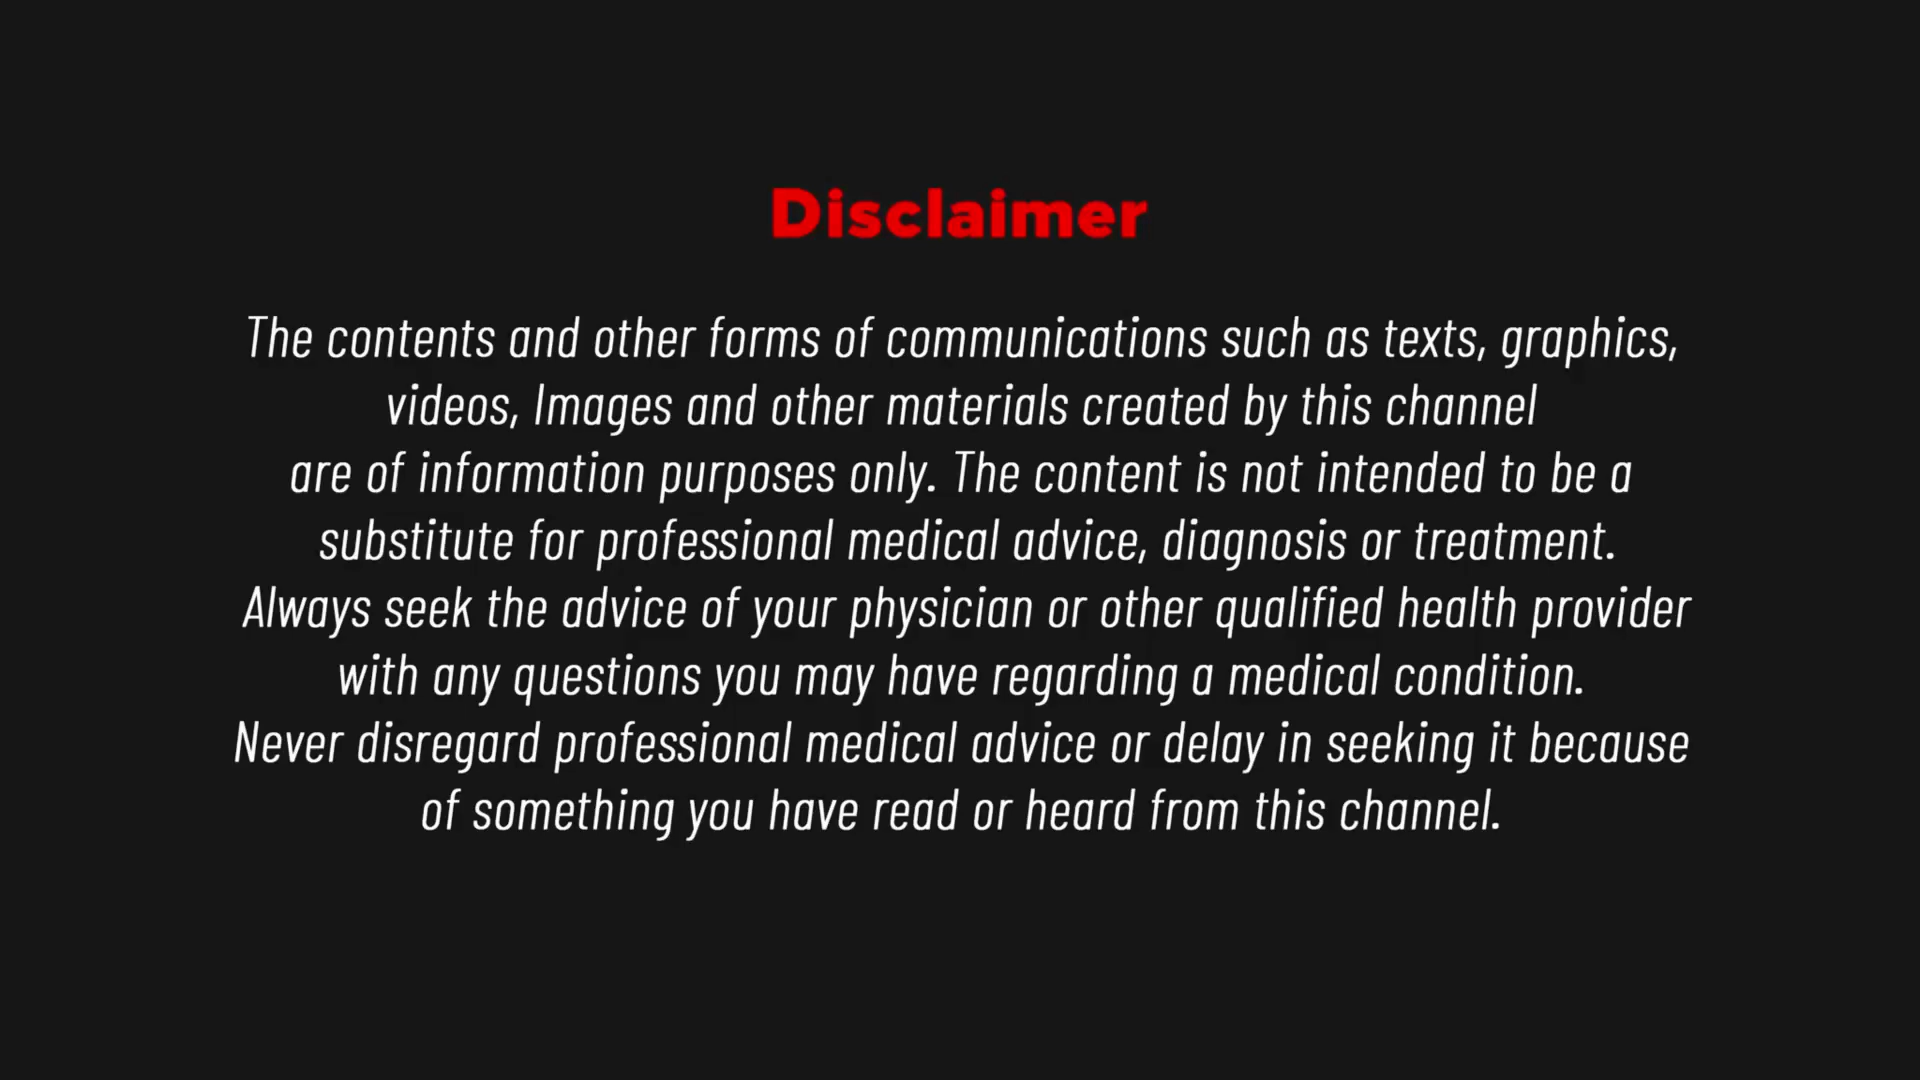 Disclaimer
The contents and other forms of communications such as texts, graphics,
videos, Images and other materials created by this channel
are of information purposes only. The content is not intended to be a
substitute for professional medical advice, diagnosis or treatment.
Always seek the advice of your physician or other qualified health provider
with any questions you may have regarding a medical condition.
Never disregard professional medical advice or delay in seeking it because
of something you have read or heard from this channel.